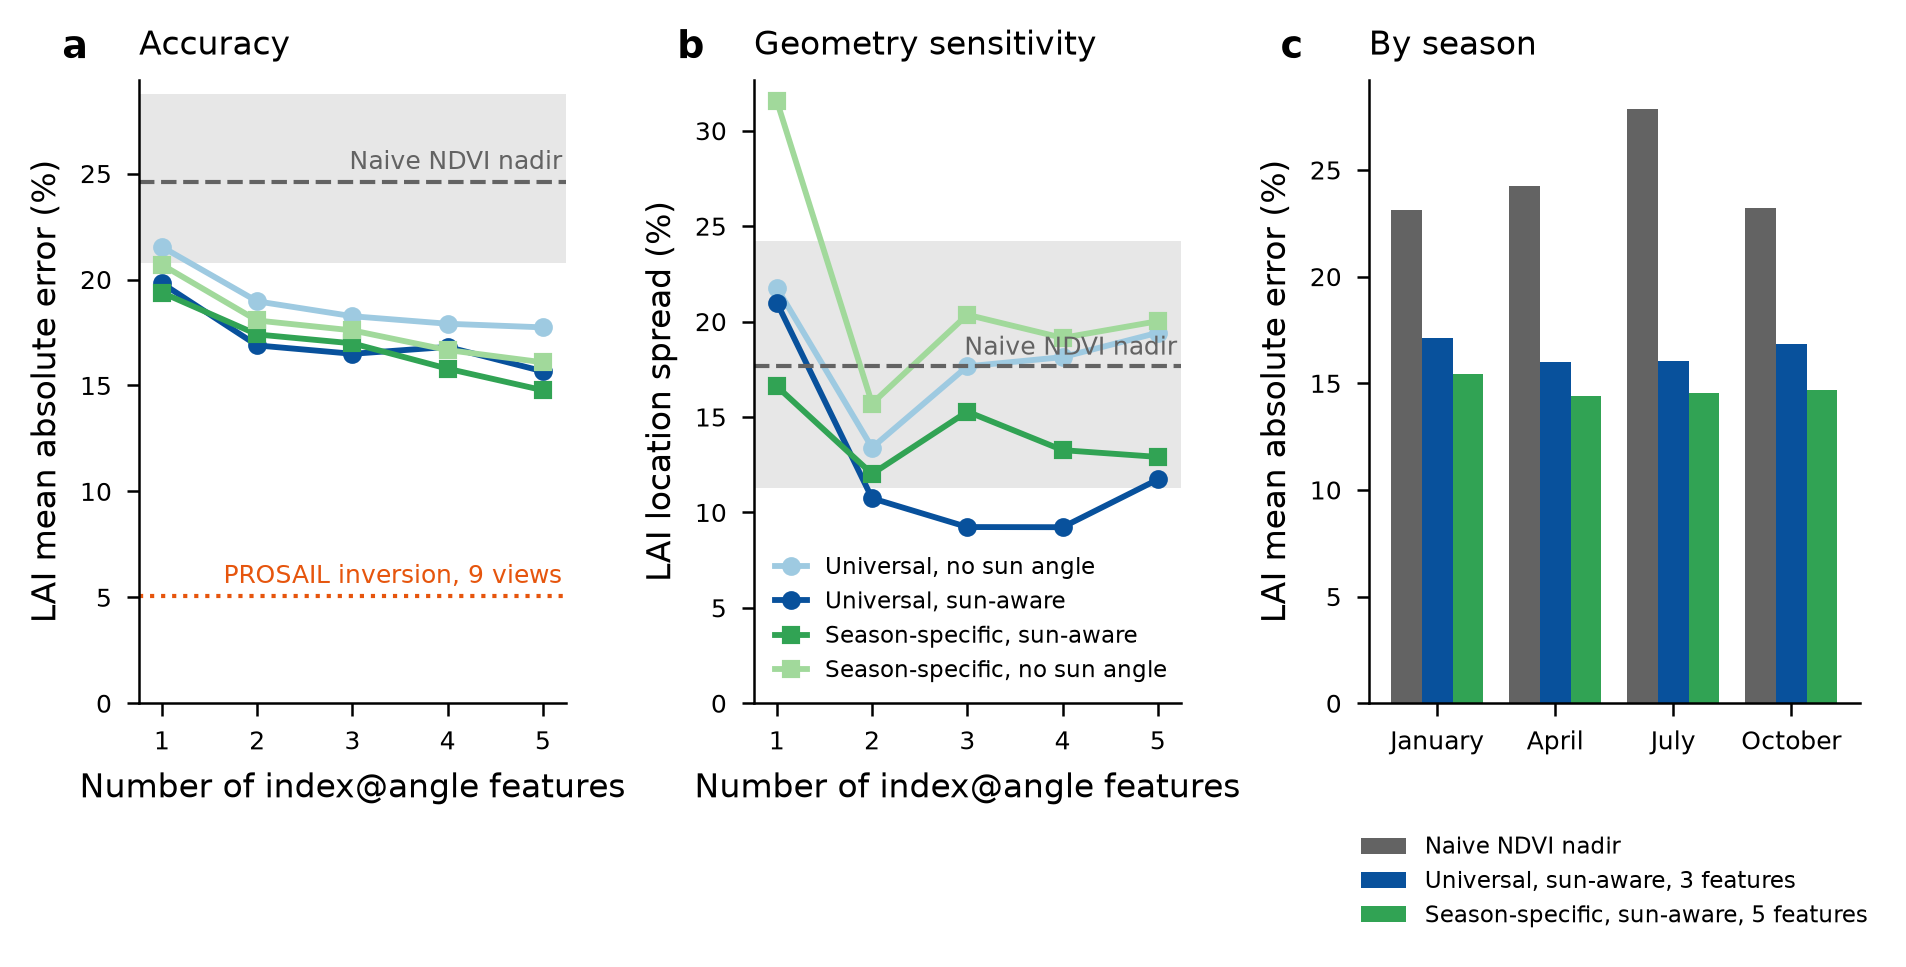 a Accuracy
LAI mean absolute error (%)
25
20
15
10
5
0
Naive NDVI nadir
PROSAIL inversion, 9 views
1 2 3 4 5
Number of index@angle features
b Geometry sensitivity
LAI location spread (%)
30
25
20
15
10
5
0
Naive NDVI nadir
Universal, no sun angle
Universal, sun-aware
Season-specific, sun-aware
Season-specific, no sun angle
1 2 3 4 5
Number of index@angle features
c By season
LAI mean absolute error (%)
25
20
15
10
5
0
January April July October
Naive NDVI nadir
Universal, sun-aware, 3 features
Season-specific, sun-aware, 5 features